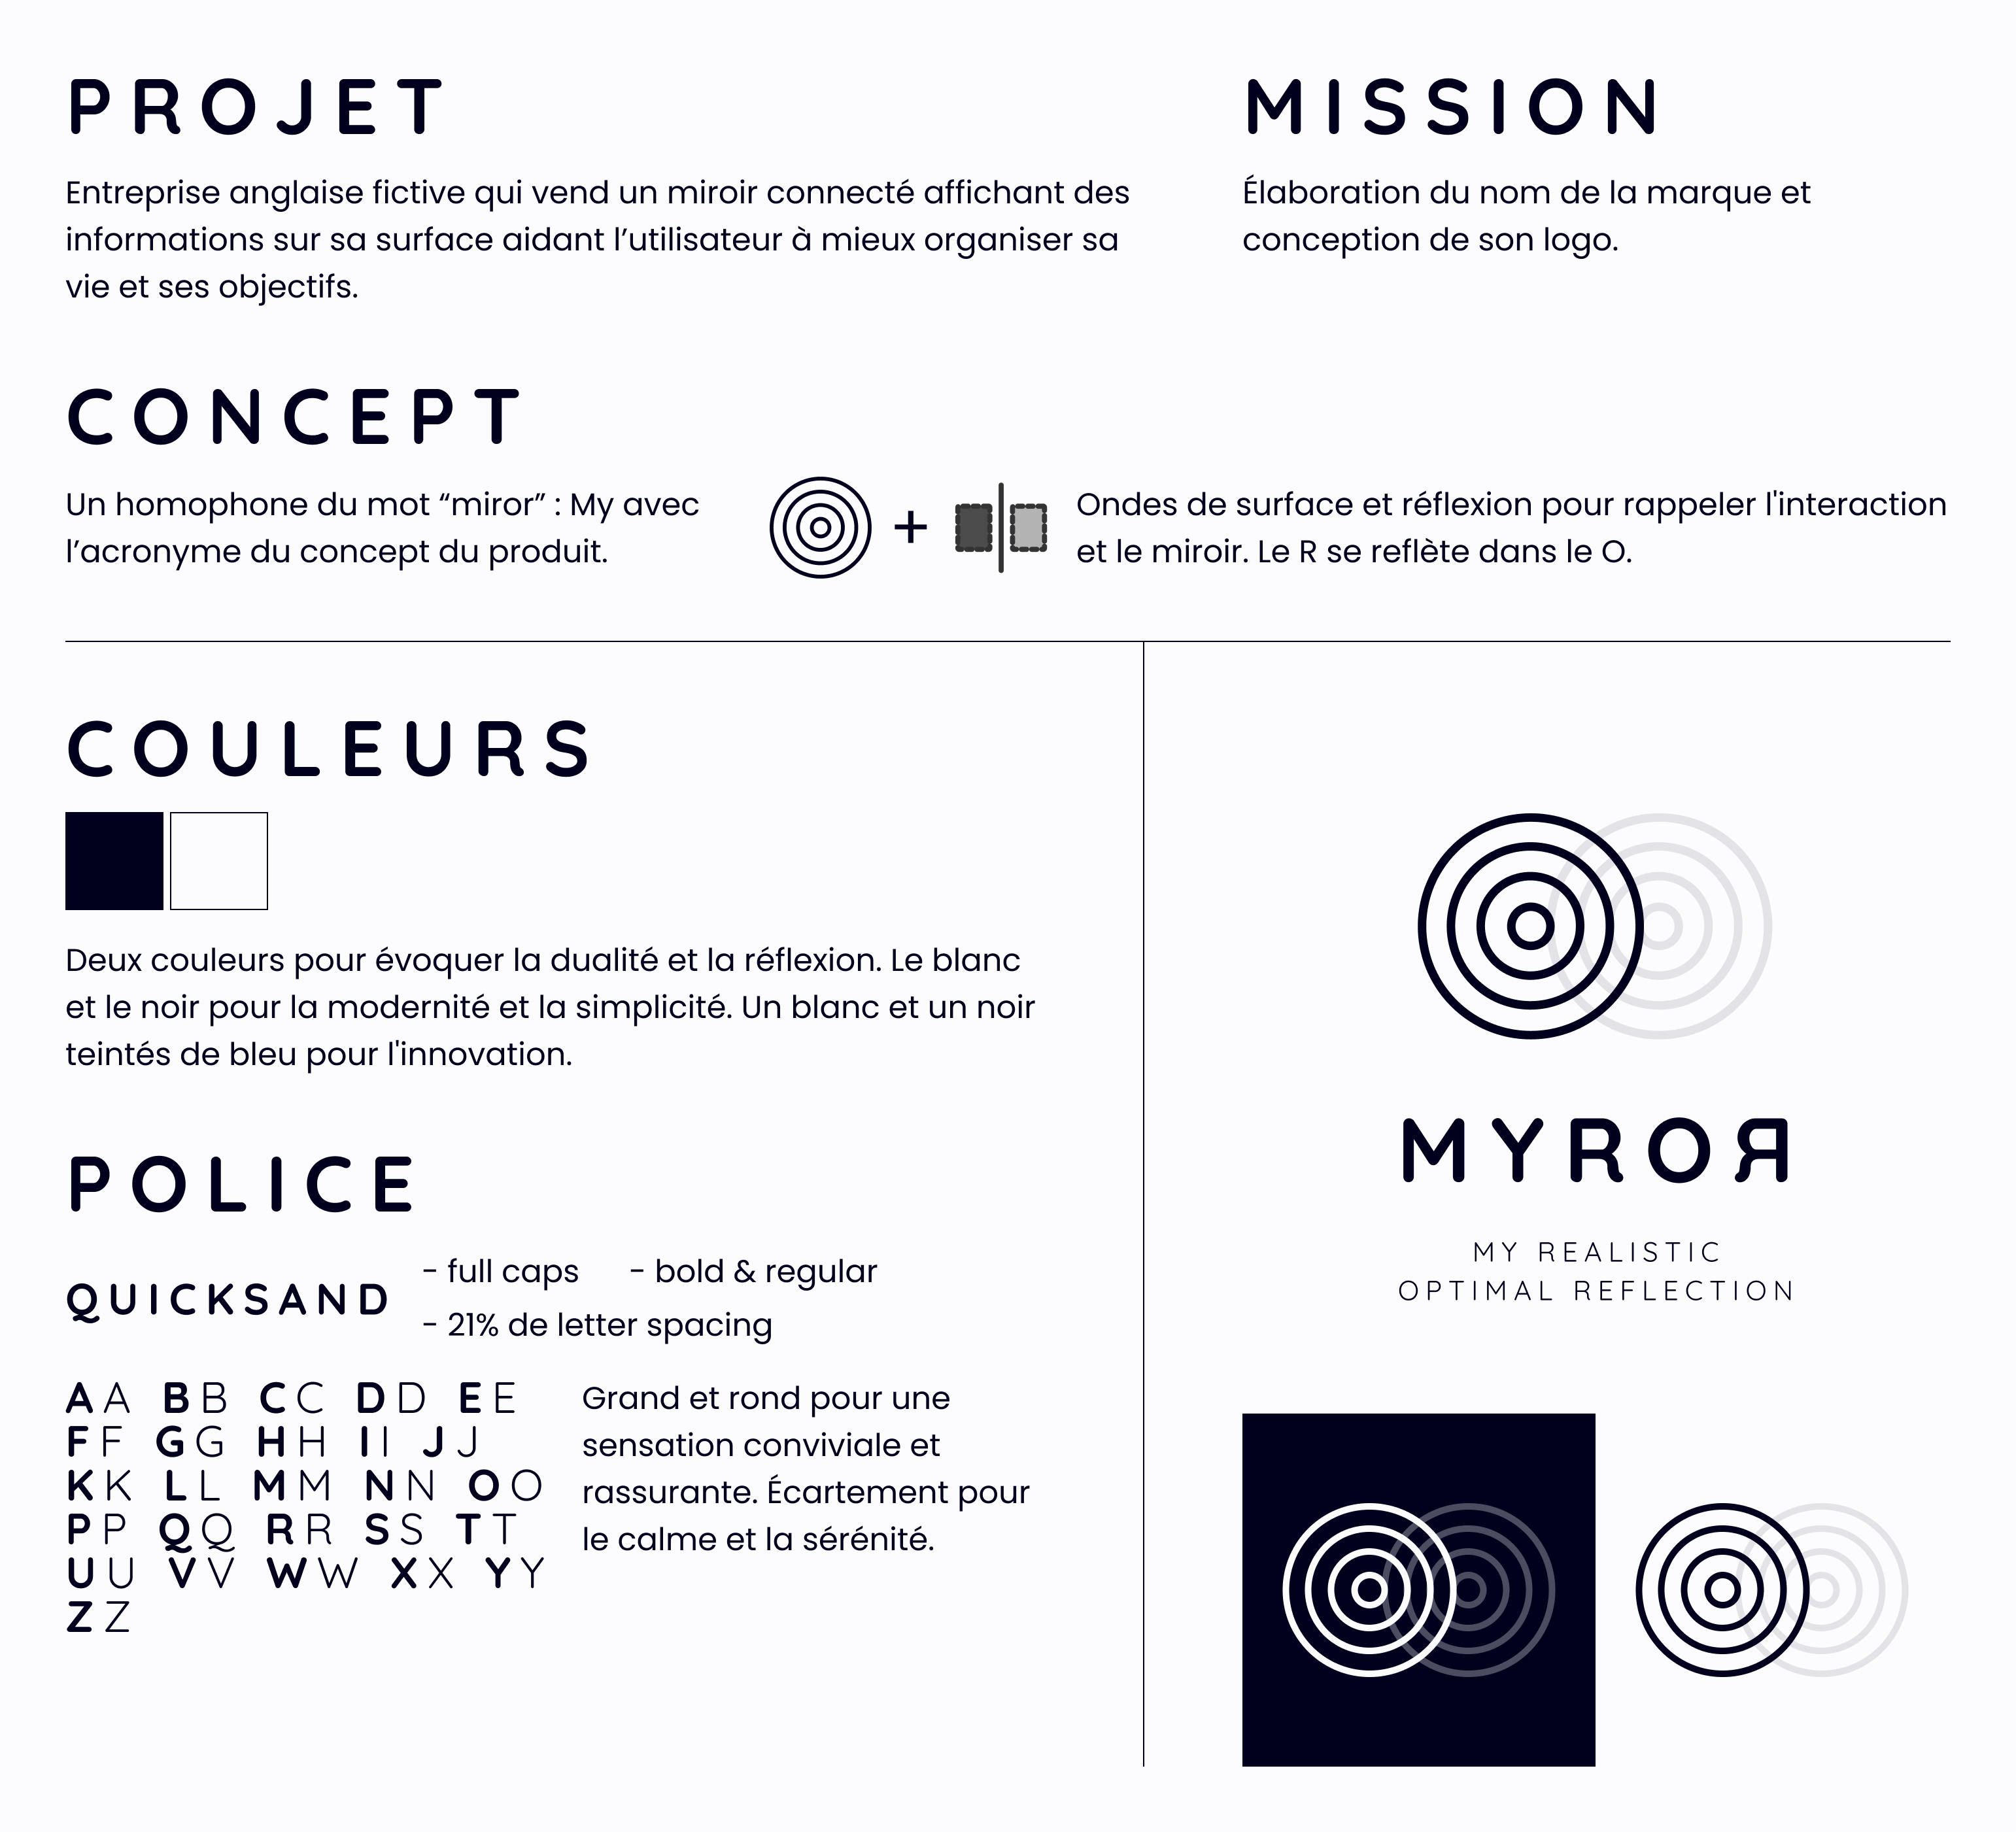 PROJET
Entreprise anglaise fictive qui vend un miroir connecté affichant des
informations sur sa surface aidant l’utilisateur à mieux organiser sa
vie et ses objectifs.
MISSION
Élaboration du nom de la marque et
conception de son logo.
CONCEPT
Un homophone du mot “miror” : My avec
l’acronyme du concept du produit.
+
Ondes de surface et réflexion pour rappeler l'interaction
et le miroir. Le R se reflète dans le O.
COULEURS
Deux couleurs pour évoquer la dualité et la réflexion. Le blanc
et le noir pour la modernité et la simplicité. Un blanc et un noir
teintés de bleu pour l'innovation.
POLICE
QUICKSAND
- full caps - bold & regular
- 21% de letter spacing
A A B B C C D D E E
F F G G H H I I J J
K K L L M M N N O O
P P Q Q R R S S T T
U U V V W W X X Y Y
Z Z
Grand et rond pour une
sensation conviviale et
rassurante. Écartement pour
le calme et la sérénité.
MYROЯ
MY REALISTIC
OPTIMAL REFLECTION